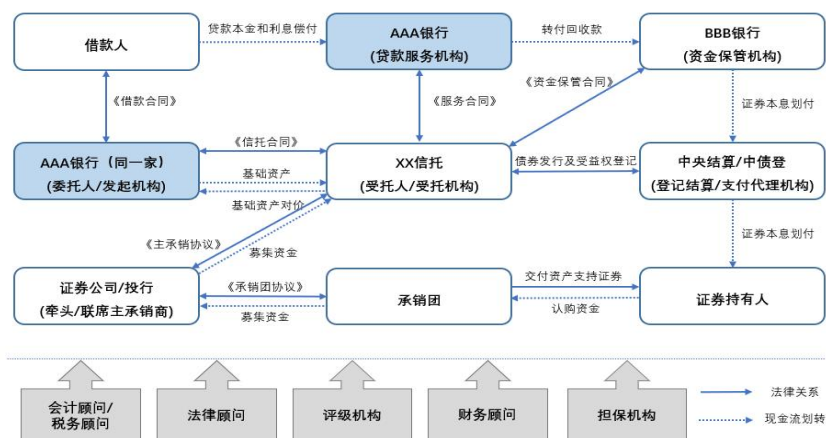 借款人
贷款本金和利息偿付
AAA银行
(贷款服务机构)
转付回收款
BBB银行
(资金保管机构)
《借款合同》
《服务合同》
《资金保管合同》
证券本息划付
AAA银行（同一家）
(委托人/发起机构)
《信托合同》
基础资产
基础资产对价
XX信托
(受托人/受托机构)
债券发行及受益权登记
中央结算/中债登
(登记结算/支付代理机构)
《主承销协议》
募集资金
证券本息划付
证券公司/投行
(牵头/联席主承销商)
《承销团协议》
募集资金
承销团
交付资产支持证券
认购资金
证券持有人
会计顾问/
税务顾问
法律顾问
评级机构
财务顾问
担保机构
法律关系
现金流划转